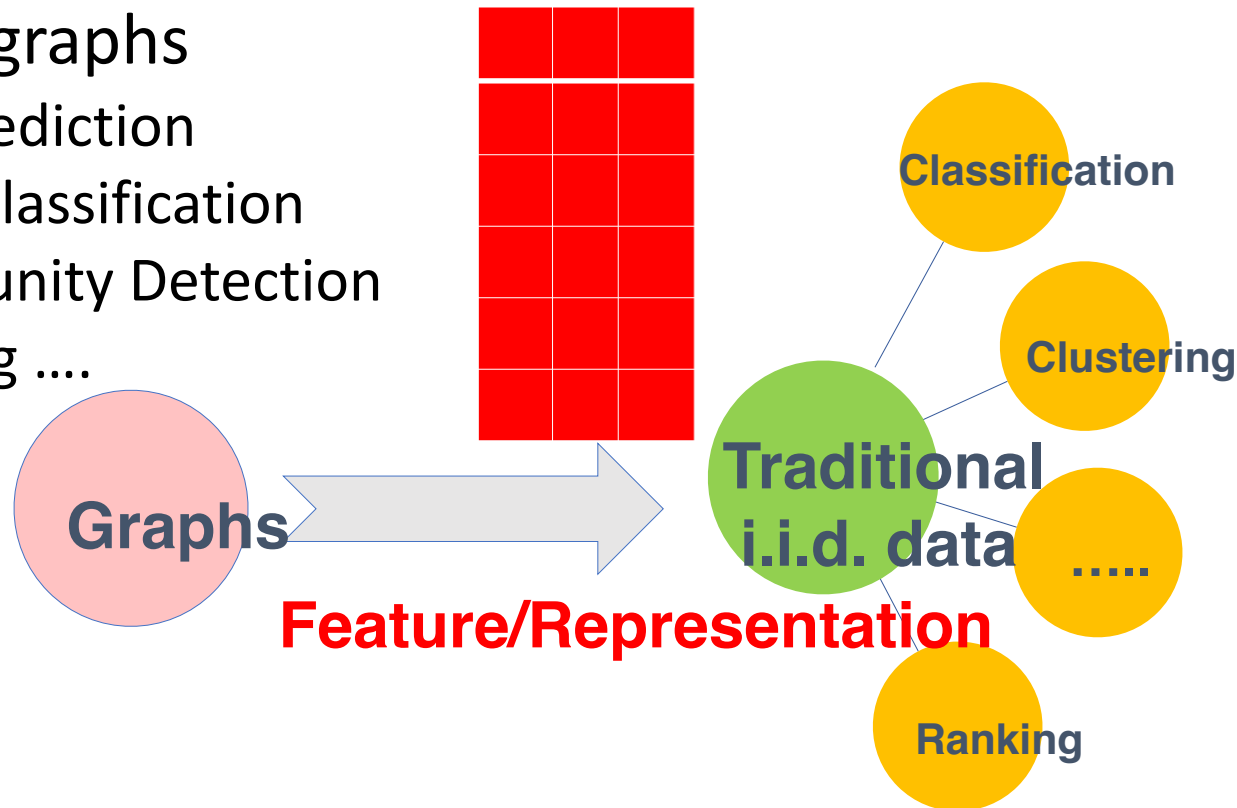 graphs
ediction
lassification
unity Detection
g ....
Classification
Clustering
Traditional
i.i.d. data
.....
Graphs
Feature/Representation
Ranking